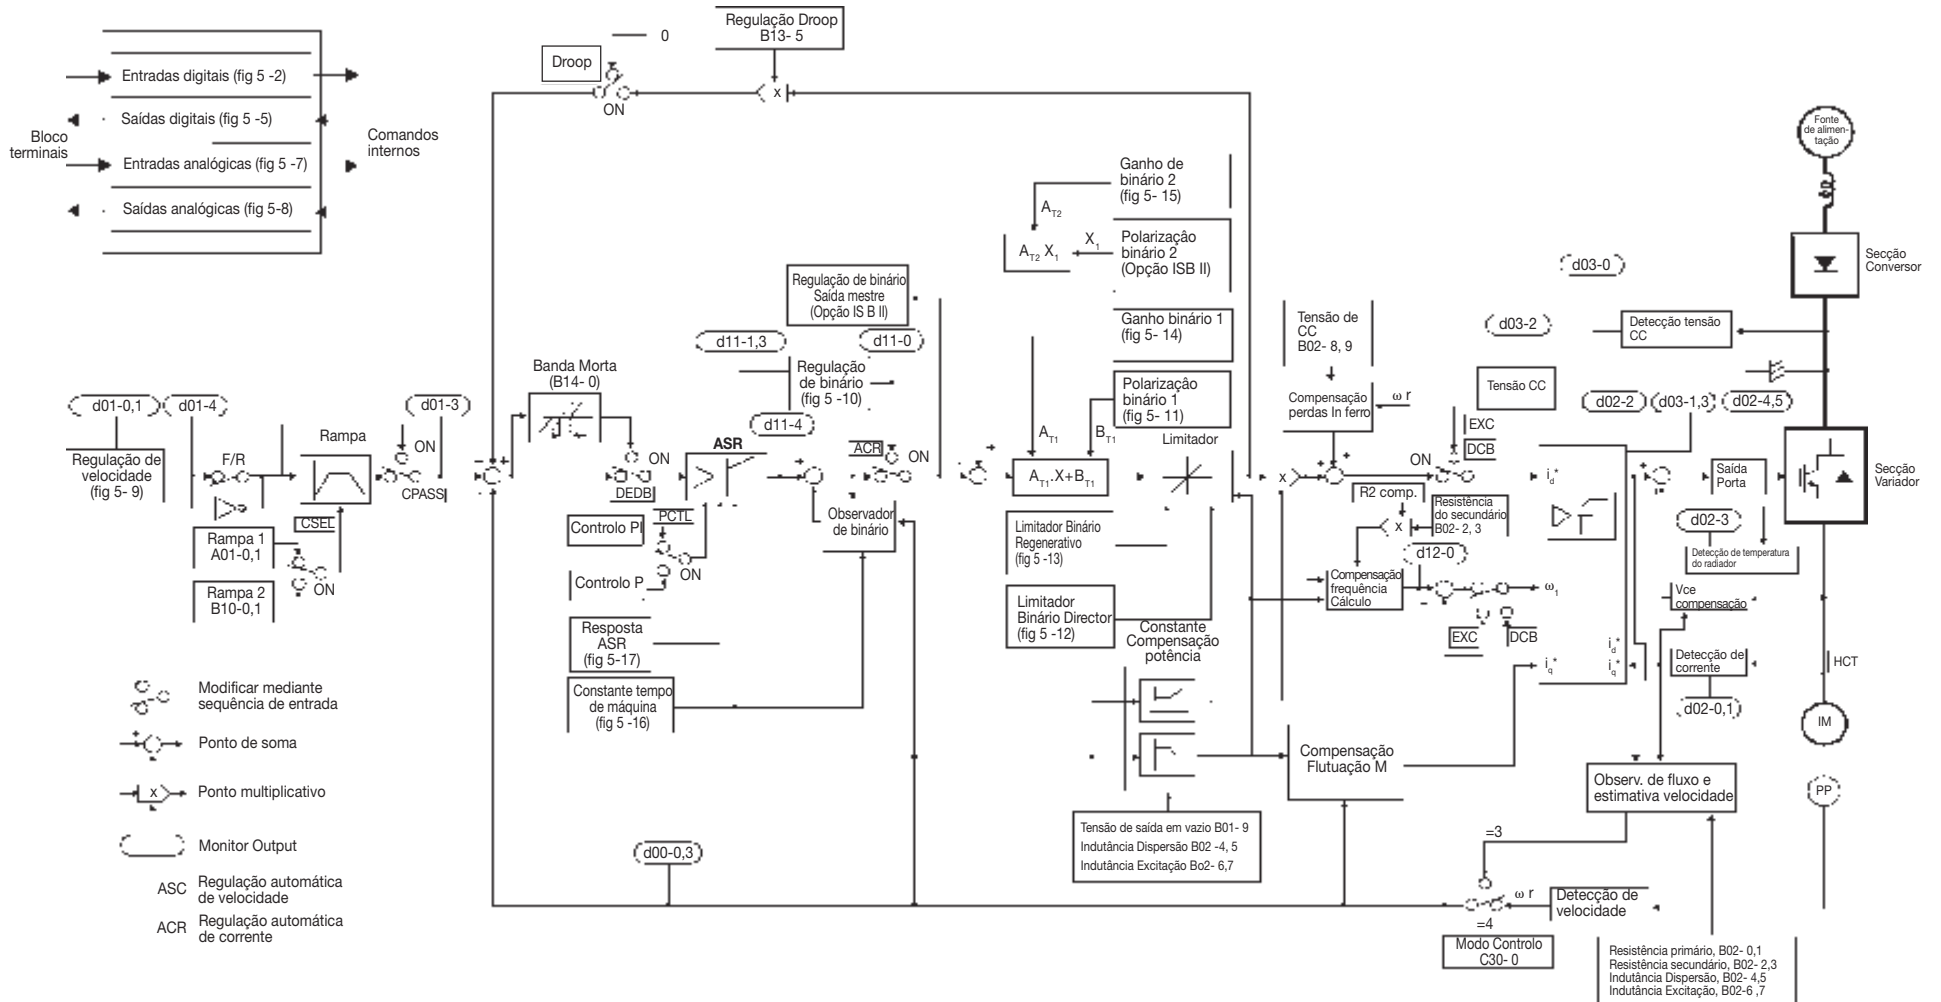 Regulação Droop
B13- 5
0
Droop
ON
x
Entradas digitais (fig 5 -2)
Saídas digitais (fig 5 -5)
Entradas analógicas (fig 5 -7)
Saídas analógicas (fig 5-8)
Bloco
terminais
Comandos
internos
Fonte
de alimen-
tação
Secção
Conversor
Ganho de
binário 2
(fig 5- 15)
A_T2
A_T2 X_1
X_1
Polarização
binário 2
(Opção ISB II)
Ganho binário 1
(fig 5- 14)
Polarização
binário 1
(fig 5- 11)
A_T1
B_T1
A_T1.X+B_T1
Limitador
Regulação de binário
Saída mestre
(Opção IS B II)
d11-1,3
d11-0
Regulação
de binário
(fig 5 -10)
d11-4
Banda Morta
(B14- 0)
ON
DEDB
ASR
ACR
ON
d01-0,1
d01-4
d01-3
Regulação de
velocidade
(fig 5- 9)
F/R
Rampa
ON
CPASS
CSEL
Rampa 1
A01-0,1
Rampa 2
B10-0,1
ON
Controlo PI
PCTL
Controlo P
ON
Observador
de binário
Resposta
ASR
(fig 5-17)
Constante tempo
de máquina
(fig 5 -16)
Limitador Binário
Regenerativo
(fig 5 -13)
Limitador
Binário Director
(fig 5 -12)
Constante
Compensação
potência
Tensão de
CC
B02- 8, 9
Compensação
perdas In ferro
ω r
x
R2 comp.
x
Resistência
do secundário
B02- 2, 3
d12-0
Compensação
frequência
Cálculo
ω_1
EXC
DCB
ON
EXC
DCB
Tensão CC
d03-0
d03-2
Detecção tensão
CC
d02-2
d03-1,3
d02-4,5
i_d*
i_q*
i_d*
i_q*
Saída
Porta
Secção
Variador
d02-3
Detecção de temperatura
do radiador
Vce
compensação
Detecção de
corrente
d02-0,1
HCT
IM
PP
Compensação
Flutuação M
Observ. de fluxo e
estimativa velocidade
Tensão de saída em vazio B01- 9
Indutância Dispersão B02 -4, 5
Indutância Excitação Bo2- 6,7
d00-0,3
=3
=4
ω r
Detecção de
velocidade
Modo Controlo
C30- 0
Resistência primário, B02- 0,1
Resistência secundário, B02- 2,3
Indutância Dispersão, B02- 4,5
Indutância Excitação, B02-6 ,7
Modificar mediante
sequência de entrada
Ponto de soma
x
Ponto multiplicativo
Monitor Output
ASC
Regulação automática
de velocidade
ACR
Regulação automática
de corrente